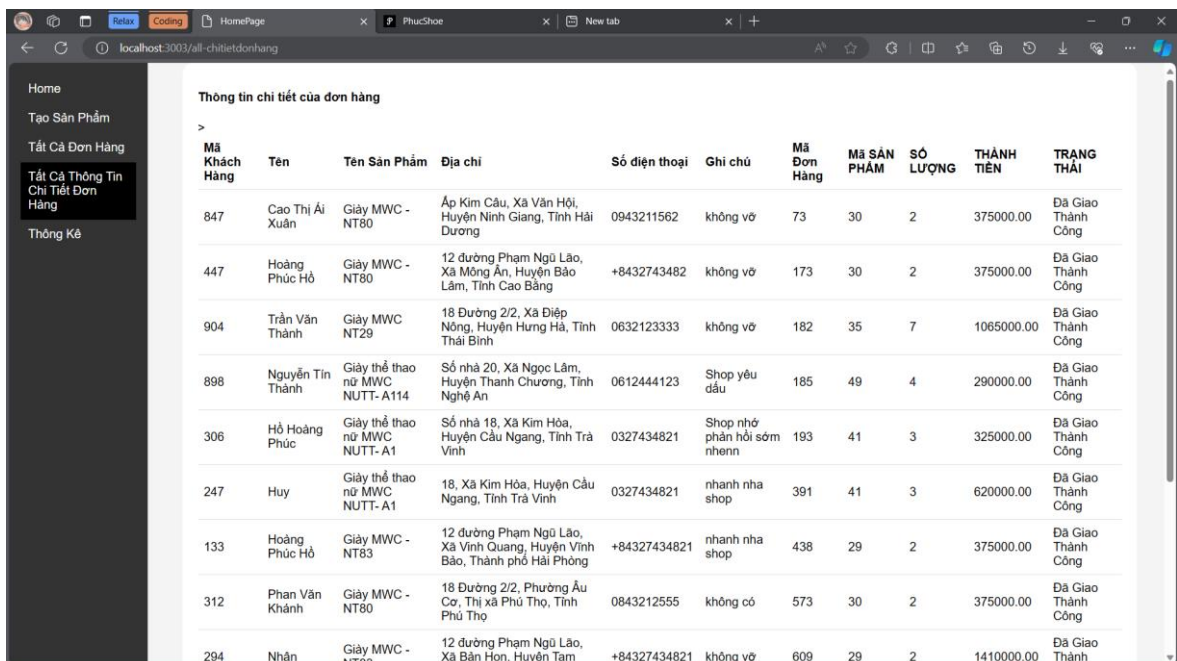 Relax Coding HomePage PhucShoe New tab
localhost:3003/all-chitietdonhang
Home
Tạo Sản Phẩm
Tất Cả Đơn Hàng
Tất Cả Thông Tin
Chi Tiết Đơn
Hàng
Thống Kê
Thông tin chi tiết của đơn hàng
>
Mã Khách Hàng Tên Tên Sản Phẩm Địa chỉ Số điện thoại Ghi chú Mã Đơn Hàng Mã SẢN PHẨM SỐ LƯỢNG THÀNH TIỀN TRẠNG THÁI
847 Cao Thị Ái Xuân Giày MWC - NT80 Ấp Kim Câu, Xã Văn Hội, Huyện Ninh Giang, Tỉnh Hải Dương 0943211562 không vỡ 73 30 2 375000.00 Đã Giao Thành Công
447 Hoàng Phúc Hồ Giày MWC - NT80 12 đường Phạm Ngũ Lão, Xã Mông Ân, Huyện Bảo Lâm, Tỉnh Cao Bằng +8432743482 không vỡ 173 30 2 375000.00 Đã Giao Thành Công
904 Trần Văn Thành Giày MWC NT29 18 Đường 2/2, Xã Điệp Nông, Huyện Hưng Hà, Tỉnh Thái Bình 0632123333 không vỡ 182 35 7 1065000.00 Đã Giao Thành Công
898 Nguyễn Tín Thành Giày thể thao nữ MWC NUTT- A114 Số nhà 20, Xã Ngọc Lâm, Huyện Thanh Chương, Tỉnh Nghệ An 0612444123 Shop yêu dấu 185 49 4 290000.00 Đã Giao Thành Công
306 Hồ Hoàng Phúc Giày thể thao nữ MWC NUTT- A1 Số nhà 18, Xã Kim Hòa, Huyện Cầu Ngang, Tỉnh Trà Vinh 0327434821 Shop nhớ phản hồi sớm nhenn 193 41 3 325000.00 Đã Giao Thành Công
247 Huy Giày thể thao nữ MWC NUTT- A1 18, Xã Kim Hòa, Huyện Cầu Ngang, Tỉnh Trà Vinh 0327434821 nhanh nha shop 391 41 3 620000.00 Đã Giao Thành Công
133 Hoàng Phúc Hồ Giày MWC - NT83 12 đường Phạm Ngũ Lão, Xã Vinh Quang, Huyện Vĩnh Bảo, Thành phố Hải Phòng +84327434821 nhanh nha shop 438 29 2 375000.00 Đã Giao Thành Công
312 Phan Văn Khánh Giày MWC - NT80 18 Đường 2/2, Phường Âu Cơ, Thị xã Phú Thọ, Tỉnh Phú Thọ 0843212555 không có 573 30 2 375000.00 Đã Giao Thành Công
294 Nhân Giày MWC - 12 đường Phạm Ngũ Lão, Xã Bản Hon, Huyện Tam +84327434821 không vỡ 609 29 2 1410000.00 Đã Giao Thành